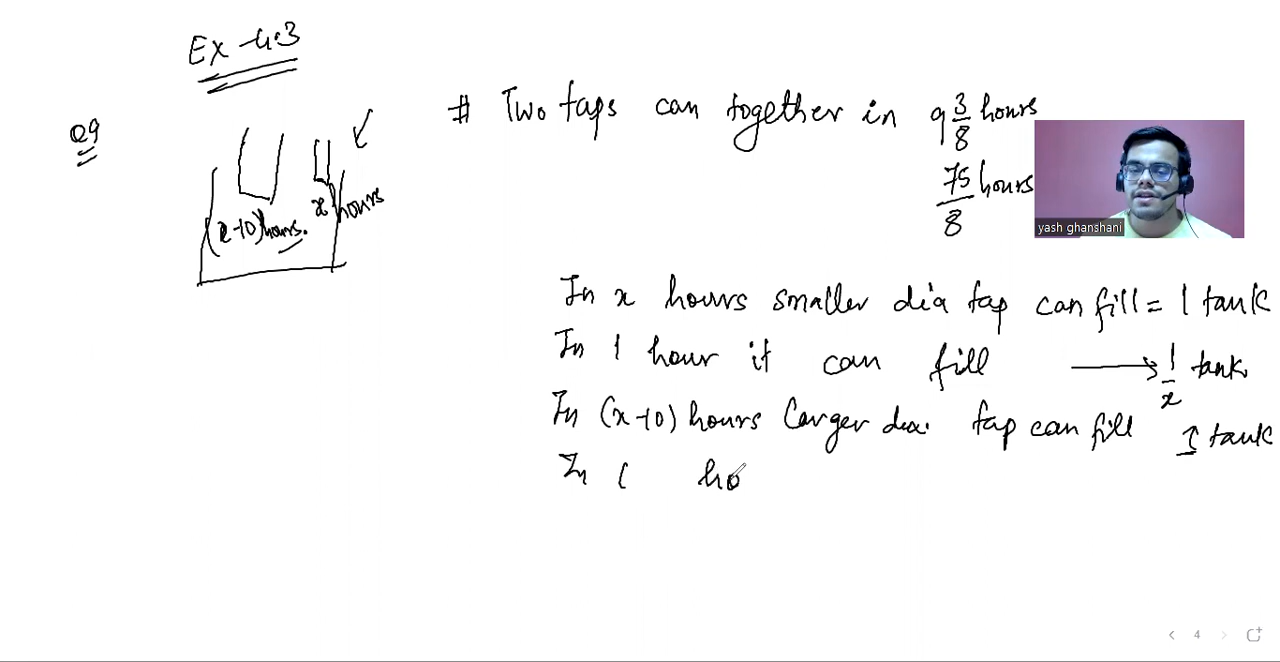 Ex-4.3
Q9
# Two taps can together in 9 3/8 hours
75/8 hours
(x-10) hours.
x hours
yash ghanshani
In x hours smaller dia tap can fill = 1 tank
In 1 hour it can fill → 1/x tank
In (x-10) hours larger dia. tap can fill 1 tank
In 1 ho
4